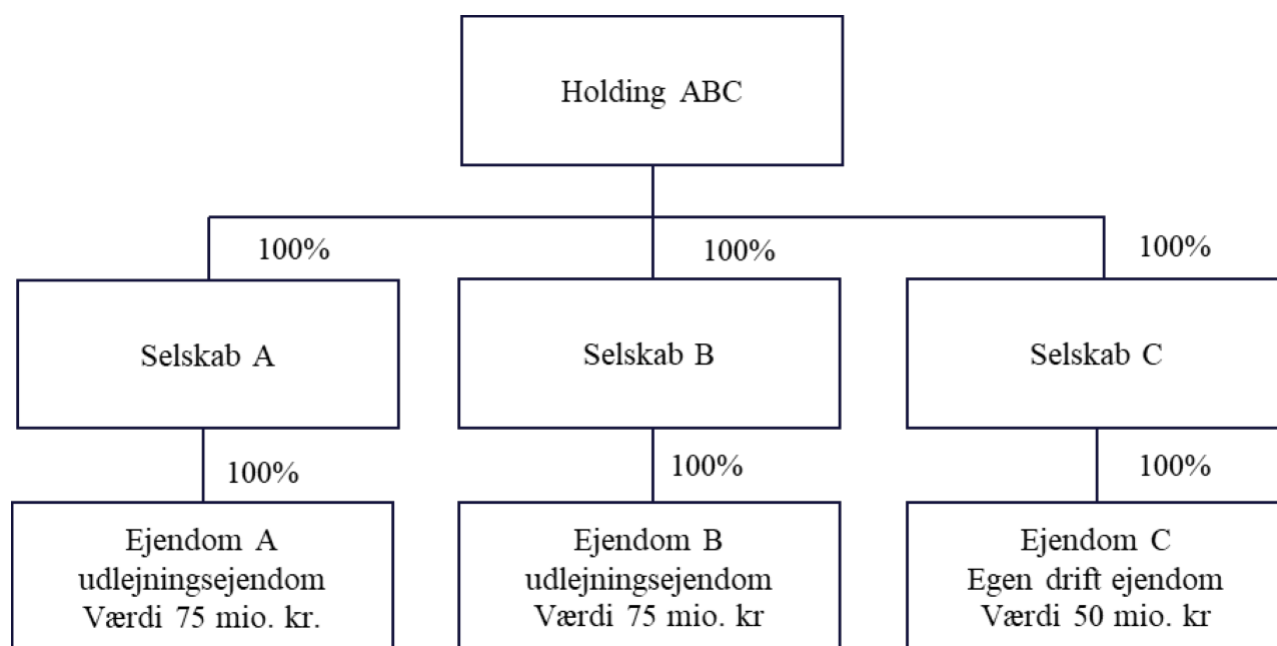 Holding ABC
100%
100%
100%
Selskab A
Selskab B
Selskab C
100%
100%
100%
Ejendom A
udlejningsejendom
Værdi 75 mio. kr.
Ejendom B
udlejningsejendom
Værdi 75 mio. kr
Ejendom C
Egen drift ejendom
Værdi 50 mio. kr